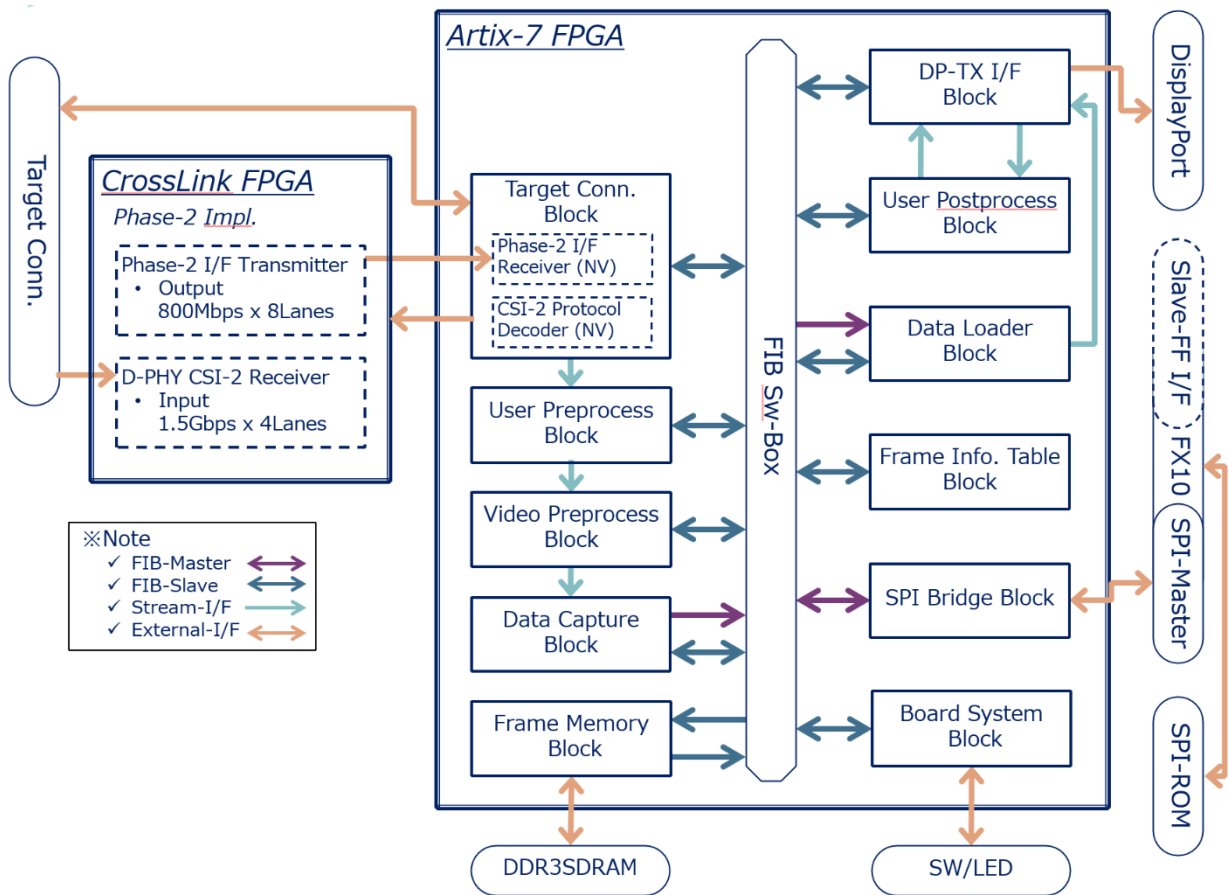 Artix-7 FPGA
Target Conn.
CrossLink FPGA
Phase-2 Impl.
Phase-2 I/F Transmitter
• Output
800Mbps x 8Lanes
D-PHY CSI-2 Receiver
• Input
1.5Gbps x 4Lanes
※Note
✓ FIB-Master
✓ FIB-Slave
✓ Stream-I/F
✓ External-I/F
Target Conn.
Block
Phase-2 I/F
Receiver (NV)
CSI-2 Protocol
Decoder (NV)
User Preprocess
Block
Video Preprocess
Block
Data Capture
Block
Frame Memory
Block
FIB Sw-Box
DP-TX I/F
Block
User Postprocess
Block
Data Loader
Block
Frame Info. Table
Block
SPI Bridge Block
Board System
Block
DisplayPort
Slave-FF I/F
FX10
SPI-Master
SPI-ROM
DDR3SDRAM
SW/LED